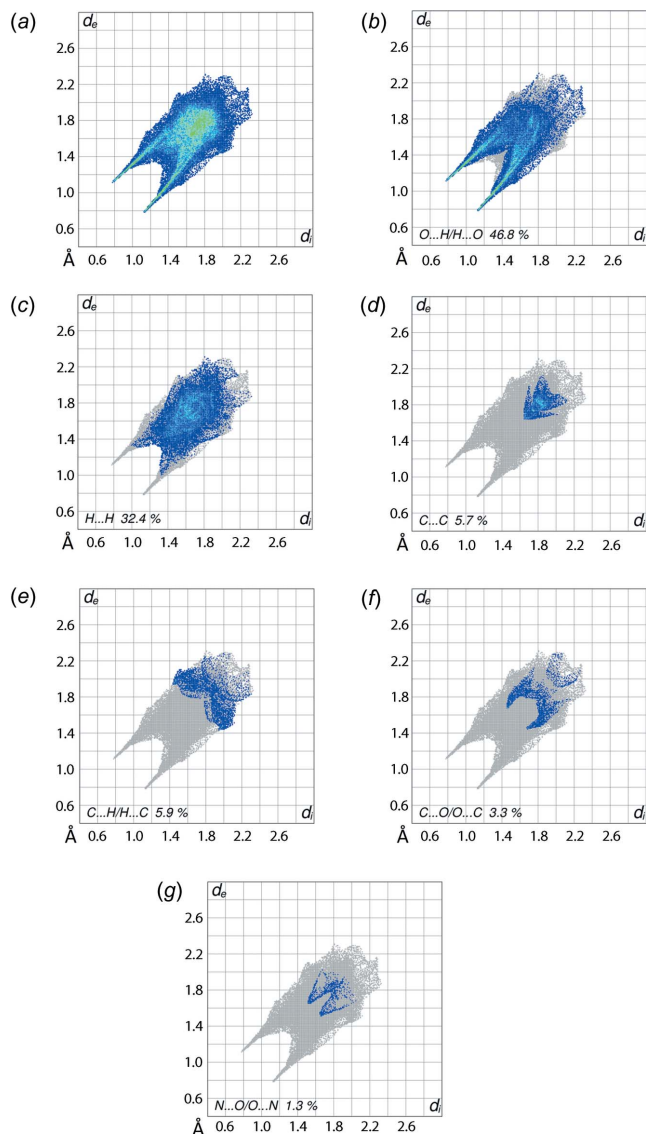 (a)
de
2.6
2.2
1.8
1.4
1.0
0.6
di
Å
0.6 1.0 1.4 1.8 2.2 2.6
(b)
de
2.6
2.2
1.8
1.4
1.0
0.6
O...H/H...O 46.8 %
di
Å
0.6 1.0 1.4 1.8 2.2 2.6
(c)
de
2.6
2.2
1.8
1.4
1.0
0.6
H...H 32.4 %
di
Å
0.6 1.0 1.4 1.8 2.2 2.6
(d)
de
2.6
2.2
1.8
1.4
1.0
0.6
C...C 5.7 %
di
Å
0.6 1.0 1.4 1.8 2.2 2.6
(e)
de
2.6
2.2
1.8
1.4
1.0
0.6
C...H/H...C 5.9 %
di
Å
0.6 1.0 1.4 1.8 2.2 2.6
(f)
de
2.6
2.2
1.8
1.4
1.0
0.6
C...O/O...C 3.3 %
di
Å
0.6 1.0 1.4 1.8 2.2 2.6
(g)
de
2.6
2.2
1.8
1.4
1.0
0.6
N...O/O...N 1.3 %
di
Å
0.6 1.0 1.4 1.8 2.2 2.6